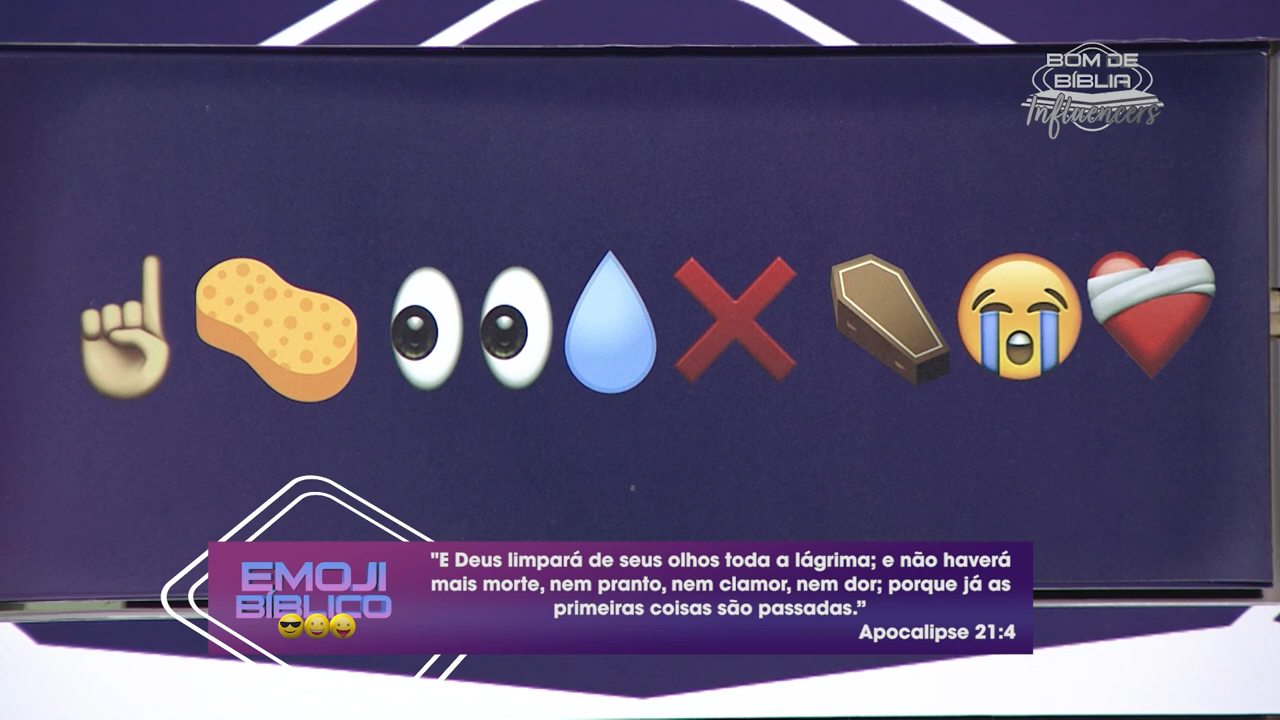 BOM DE
BÍBLIA
Influencers
EMOJI
BÍBLICO
"E Deus limpará de seus olhos toda a lágrima; e não haverá
mais morte, nem pranto, nem clamor, nem dor; porque já as
primeiras coisas são passadas.”
Apocalipse 21:4